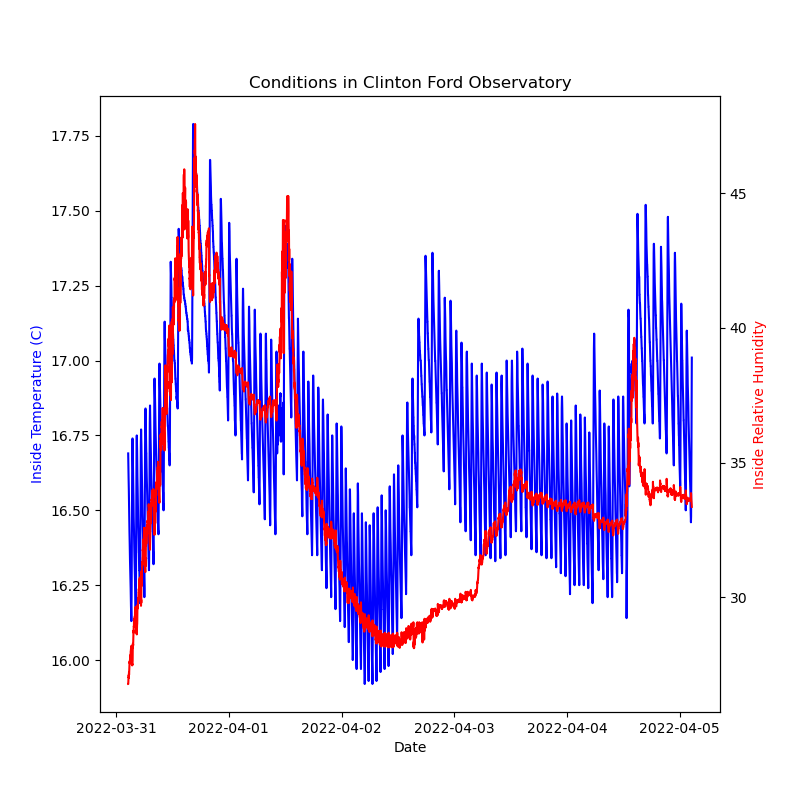 Conditions in Clinton Ford Observatory
17.75
17.50
17.25
17.00
16.75
16.50
16.25
16.00
Inside Temperature (C)
45
40
35
30
Inside Relative Humidity
2022-03-31 2022-04-01 2022-04-02 2022-04-03 2022-04-04 2022-04-05
Date